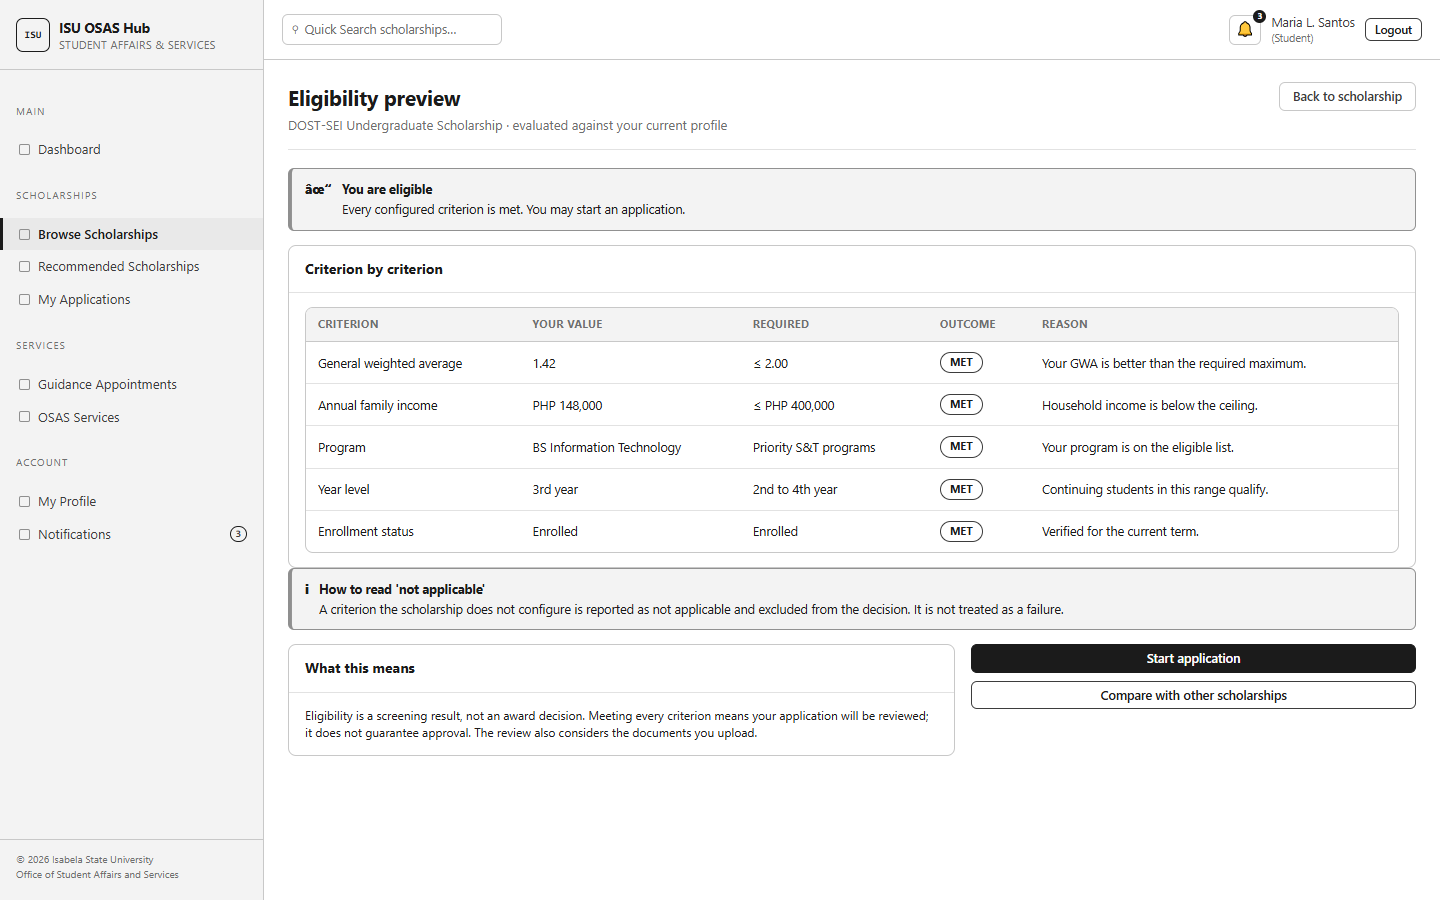 ISU
ISU OSAS Hub
STUDENT AFFAIRS & SERVICES
MAIN
Dashboard
SCHOLARSHIPS
Browse Scholarships
Recommended Scholarships
My Applications
SERVICES
Guidance Appointments
OSAS Services
ACCOUNT
My Profile
Notifications 3
© 2026 Isabela State University
Office of Student Affairs and Services
Quick Search scholarships...
3
Maria L. Santos
(Student)
Logout
Eligibility preview
Back to scholarship
DOST-SEI Undergraduate Scholarship · evaluated against your current profile
âœ“ You are eligible
Every configured criterion is met. You may start an application.
Criterion by criterion
CRITERION YOUR VALUE REQUIRED OUTCOME REASON
General weighted average 1.42 ≤ 2.00 MET Your GWA is better than the required maximum.
Annual family income PHP 148,000 ≤ PHP 400,000 MET Household income is below the ceiling.
Program BS Information Technology Priority S&T programs MET Your program is on the eligible list.
Year level 3rd year 2nd to 4th year MET Continuing students in this range qualify.
Enrollment status Enrolled Enrolled MET Verified for the current term.
i How to read 'not applicable'
A criterion the scholarship does not configure is reported as not applicable and excluded from the decision. It is not treated as a failure.
What this means
Eligibility is a screening result, not an award decision. Meeting every criterion means your application will be reviewed;
it does not guarantee approval. The review also considers the documents you upload.
Start application
Compare with other scholarships